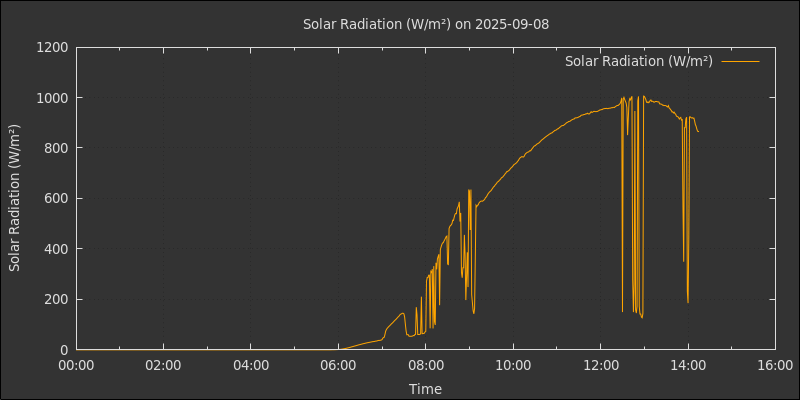 Solar Radiation (W/m²) on 2025-09-08
Solar Radiation (W/m²)
Solar Radiation (W/m²)
1200
1000
800
600
400
200
0
00:00 02:00 04:00 06:00 08:00 10:00 12:00 14:00 16:00
Time